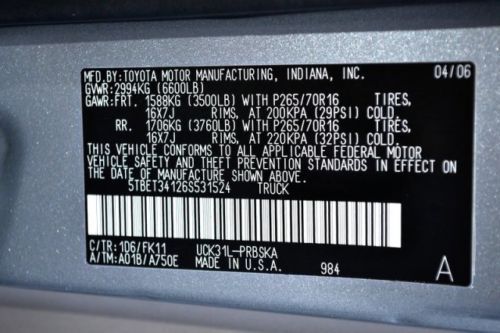 MFD.BY:TOYOTA MOTOR MANUFACTURING, INDIANA, INC. 04/06
GVWR: 2994KG (6600LB)
GAWR:FRT. 1588KG (3500LB) WITH P265/70R16 TIRES,
16X7J RIMS, AT 200KPA (29PSI) COLD.
RR. 1706KG (3760LB) WITH P265/70R16 TIRES,
16X7J RIMS, AT 220KPA (32PSI) COLD.
THIS VEHICLE CONFORMS TO ALL APPLICABLE FEDERAL MOTOR
VEHICLE SAFETY AND THEFT PREVENTION STANDARDS IN EFFECT
ON THE DATE OF MANUFACTURE SHOWN ABOVE.
5TBET34126S531524 TRUCK
C/TR:1D6/FK11 UCK31L-PRBSKA
A/TM:A01B/A750E MADE IN U.S.A. 984 A